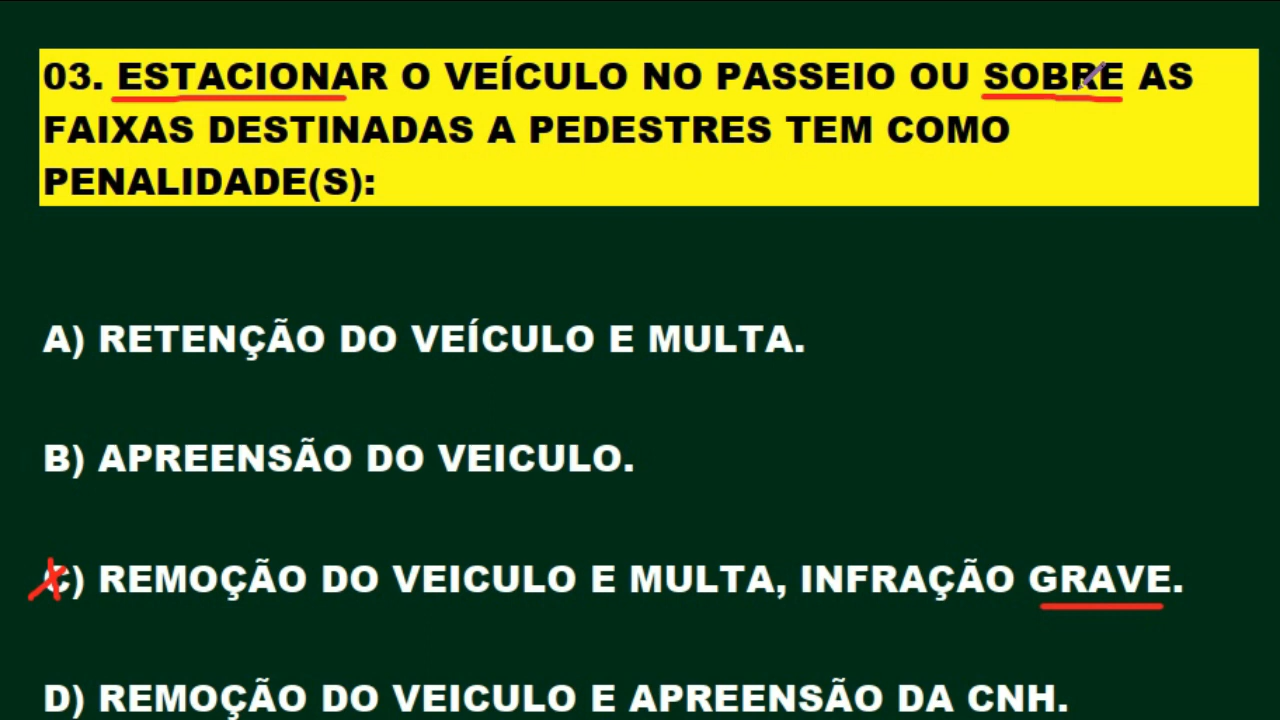 03. ESTACIONAR O VEÍCULO NO PASSEIO OU SOBRE AS
FAIXAS DESTINADAS A PEDESTRES TEM COMO
PENALIDADE(S):
A) RETENÇÃO DO VEÍCULO E MULTA.
B) APREENSÃO DO VEICULO.
C) REMOÇÃO DO VEICULO E MULTA, INFRAÇÃO GRAVE.
D) REMOÇÃO DO VEICULO E APREENSÃO DA CNH.